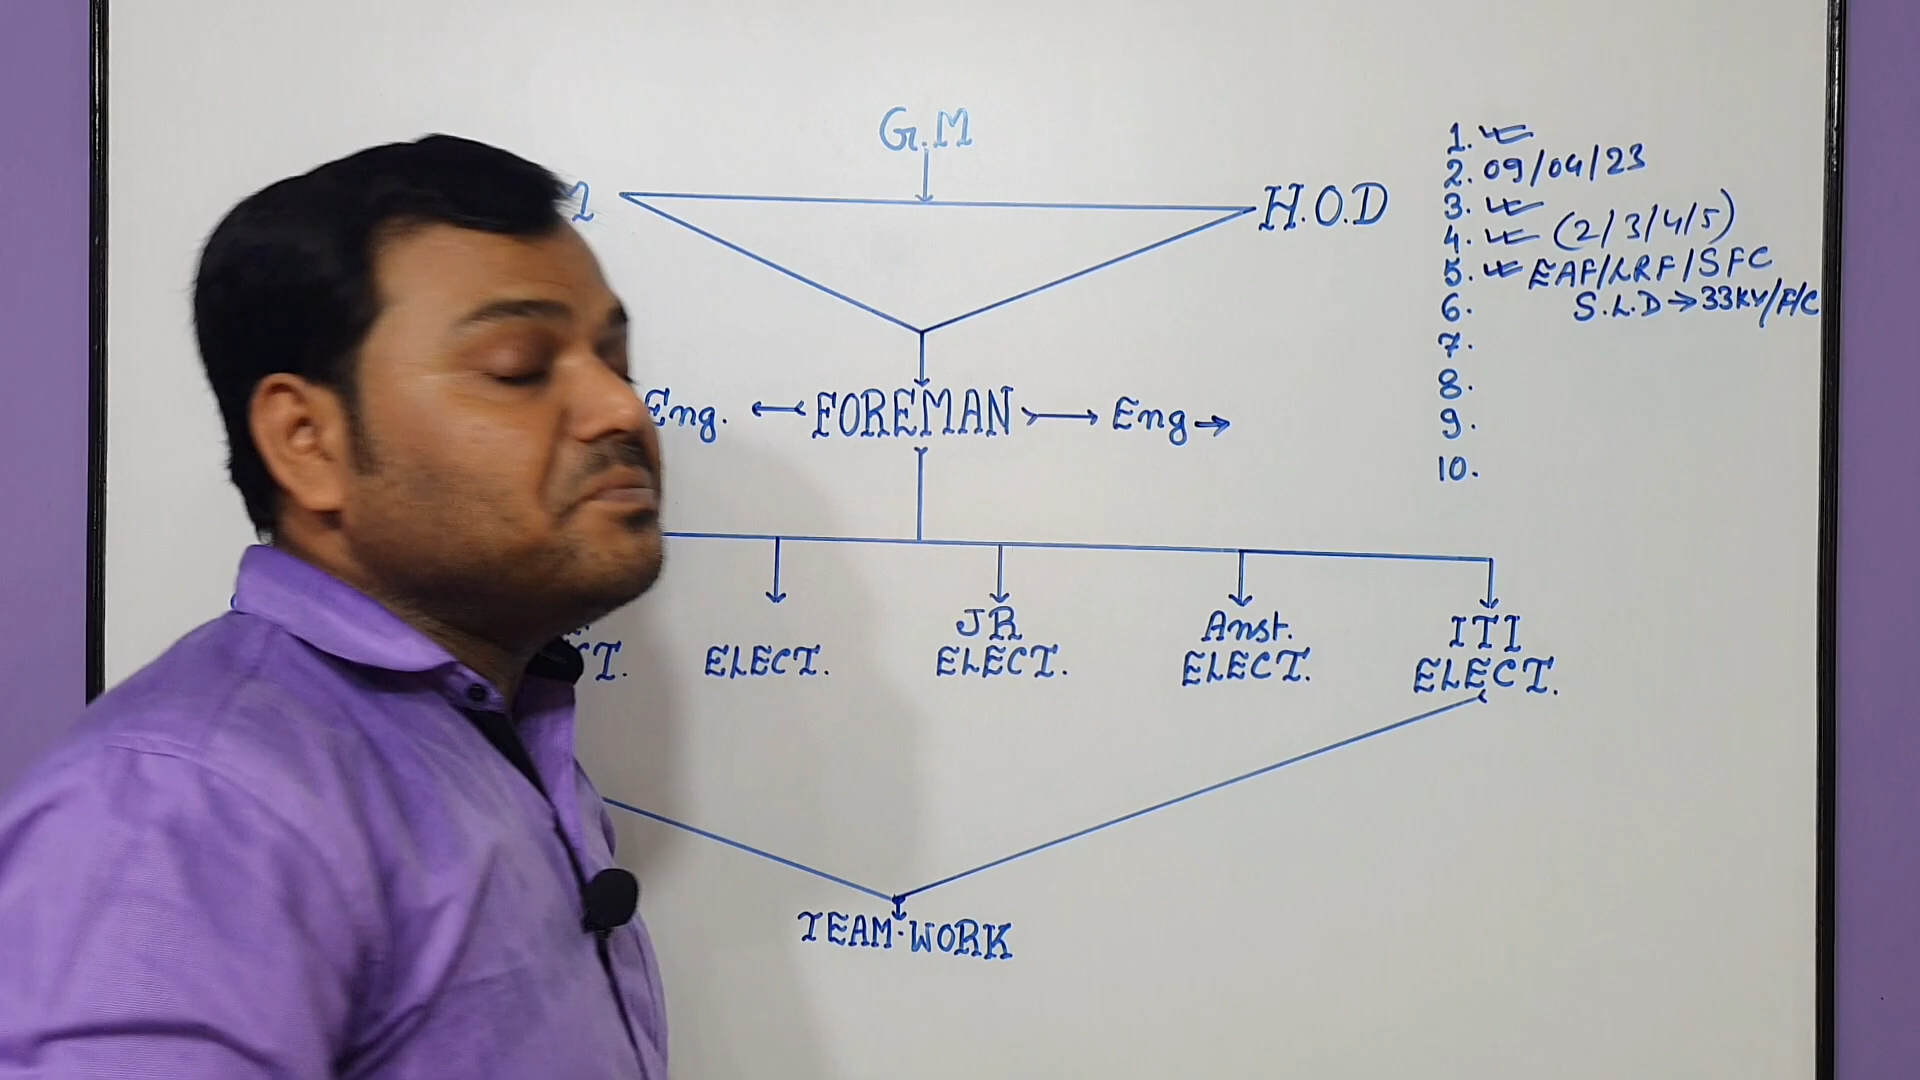 G.M
H.O.D
Eng. FOREMAN Eng
ELECT.
JR
ELECT.
Anst.
ELECT.
ITI
ELECT.
TEAM-WORK
1.
2. 09/04/23
3.
4. (2/3/4/5)
5. EAF/LRF/SFC
6. S.L.D → 33KV/F/C
7.
8.
9.
10.